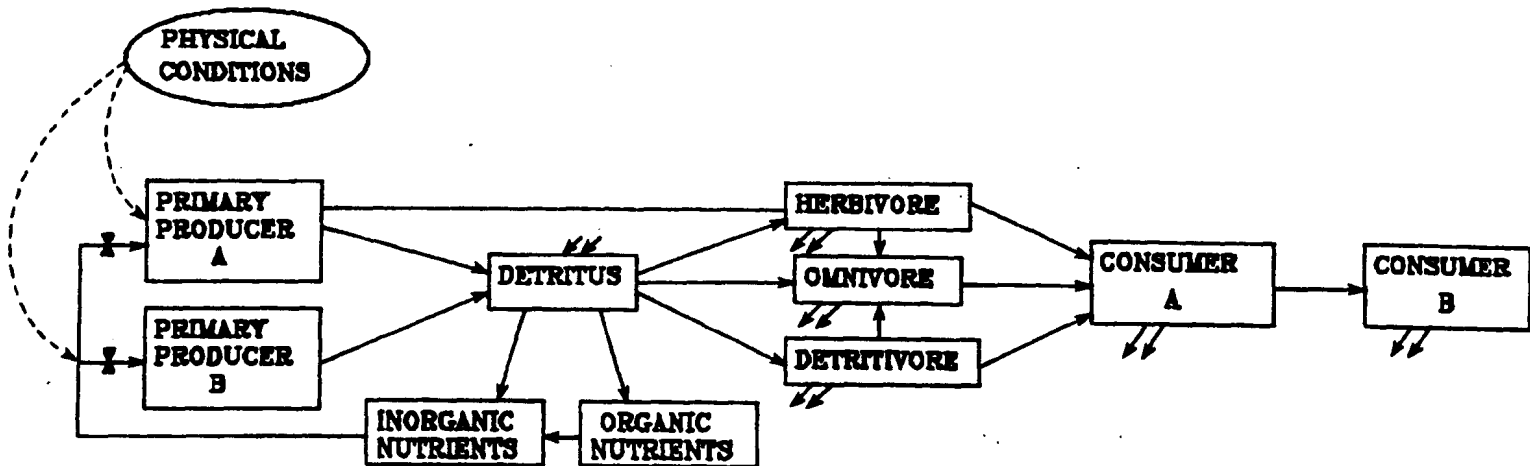 PHYSICAL
CONDITIONS
PRIMARY
PRODUCER
A
HERBIVORE
DETRITUS
OMNIVORE
CONSUMER
A
CONSUMER
B
PRIMARY
PRODUCER
B
DETRITIVORE
INORGANIC
NUTRIENTS
ORGANIC
NUTRIENTS